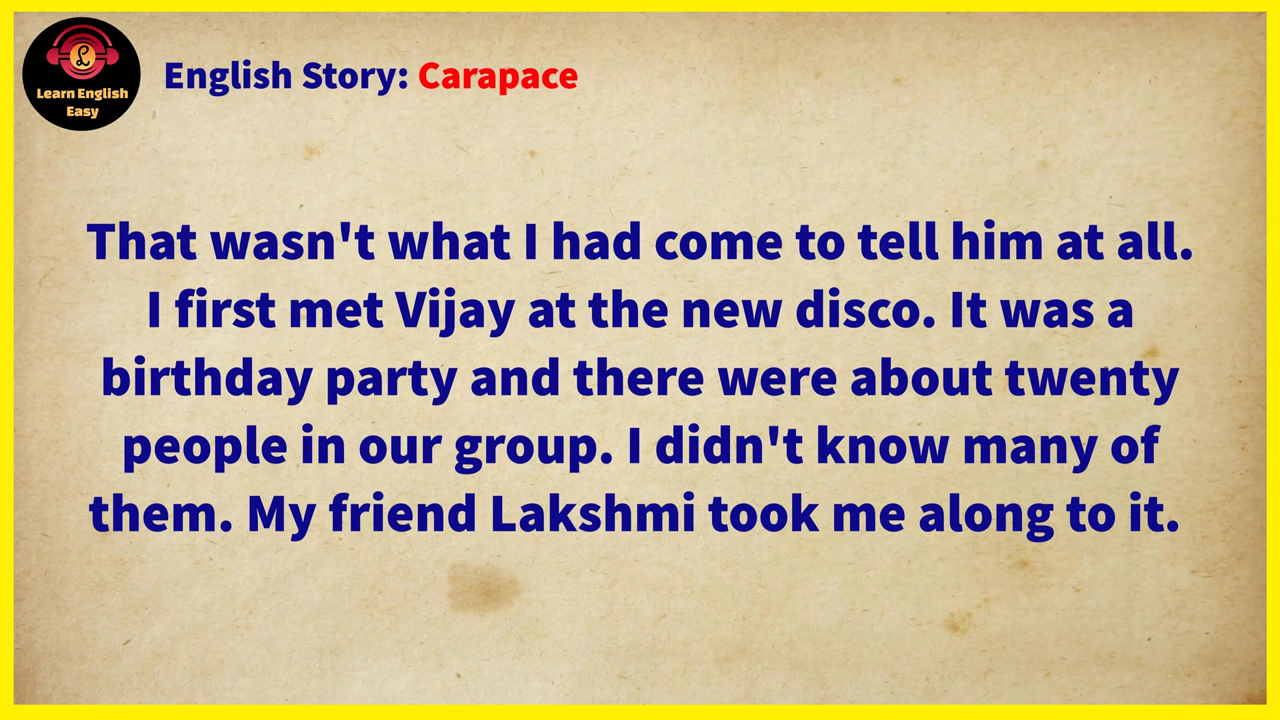 Learn English
Easy
English Story: Carapace
That wasn't what I had come to tell him at all.
I first met Vijay at the new disco. It was a
birthday party and there were about twenty
people in our group. I didn't know many of
them. My friend Lakshmi took me along to it.